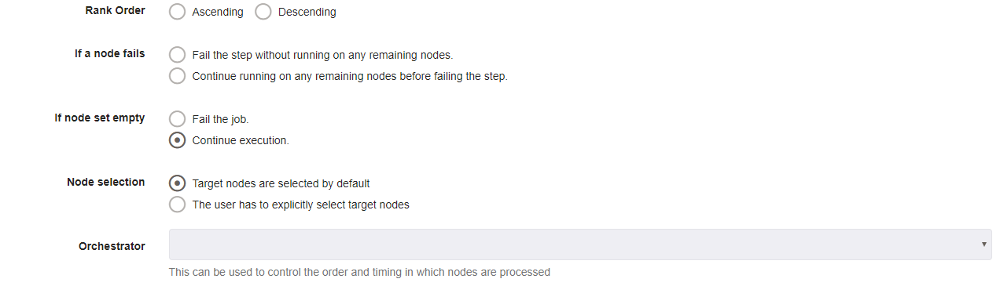 Rank Order Ascending Descending
If a node fails Fail the step without running on any remaining nodes.
Continue running on any remaining nodes before failing the step.
If node set empty Fail the job.
Continue execution.
Node selection Target nodes are selected by default
The user has to explicitly select target nodes
Orchestrator
This can be used to control the order and timing in which nodes are processed